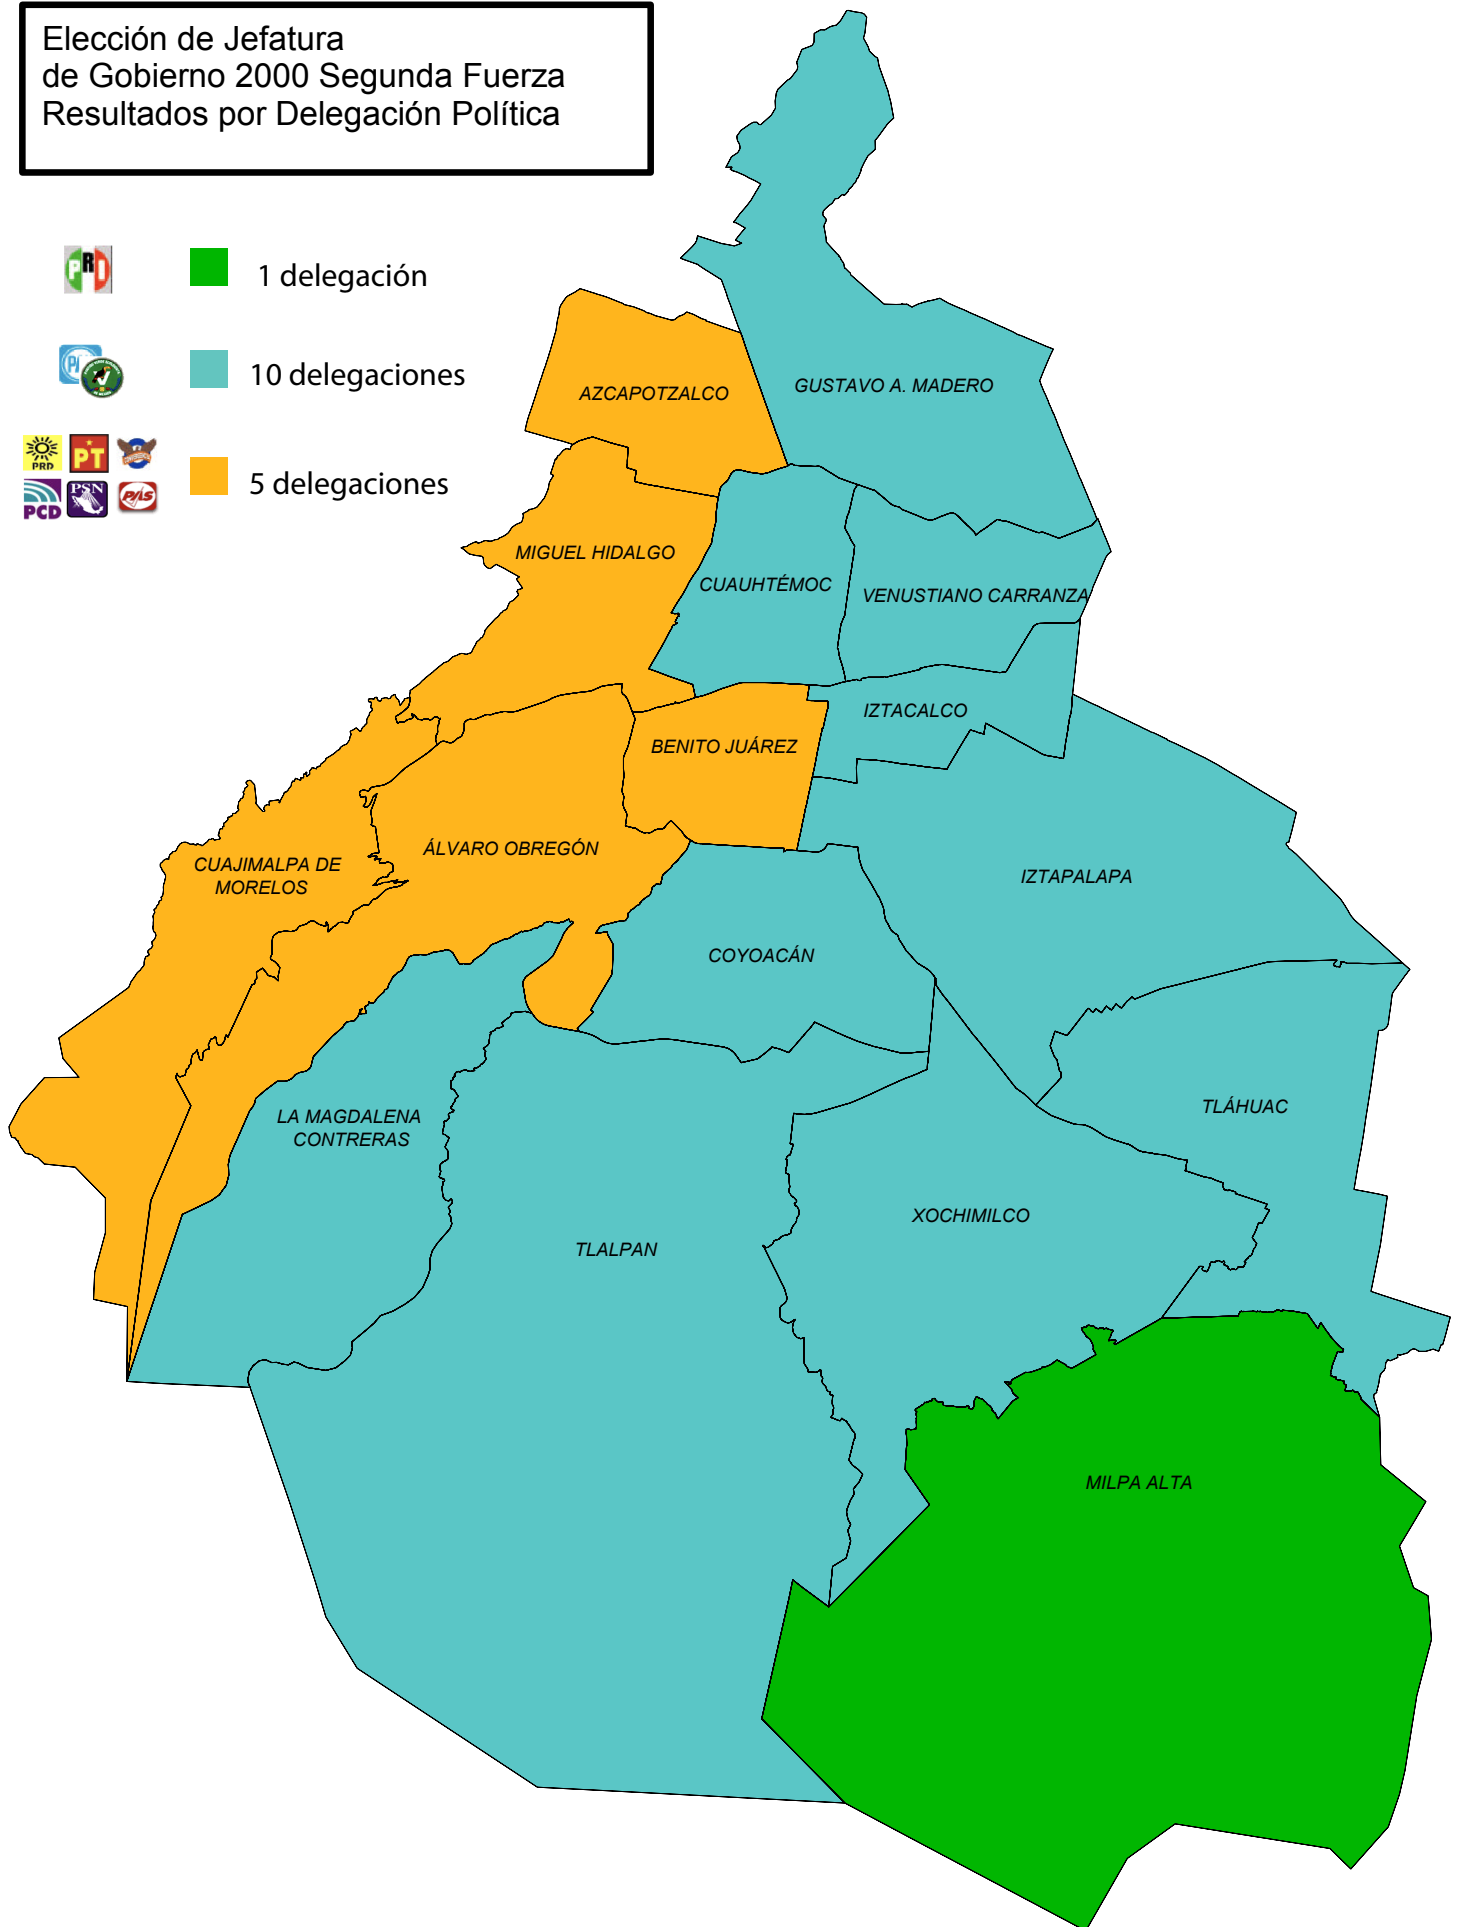 Elección de Jefatura
de Gobierno 2000 Segunda Fuerza
Resultados por Delegación Política
PRI
1 delegación
10 delegaciones
PRD PT
PCD PSN PAS
5 delegaciones
AZCAPOTZALCO
GUSTAVO A. MADERO
MIGUEL HIDALGO
CUAUHTÉMOC
VENUSTIANO CARRANZA
IZTACALCO
BENITO JUÁREZ
ÁLVARO OBREGÓN
CUAJIMALPA DE
MORELOS
IZTAPALAPA
COYOACÁN
LA MAGDALENA
CONTRERAS
TLÁHUAC
XOCHIMILCO
TLALPAN
MILPA ALTA